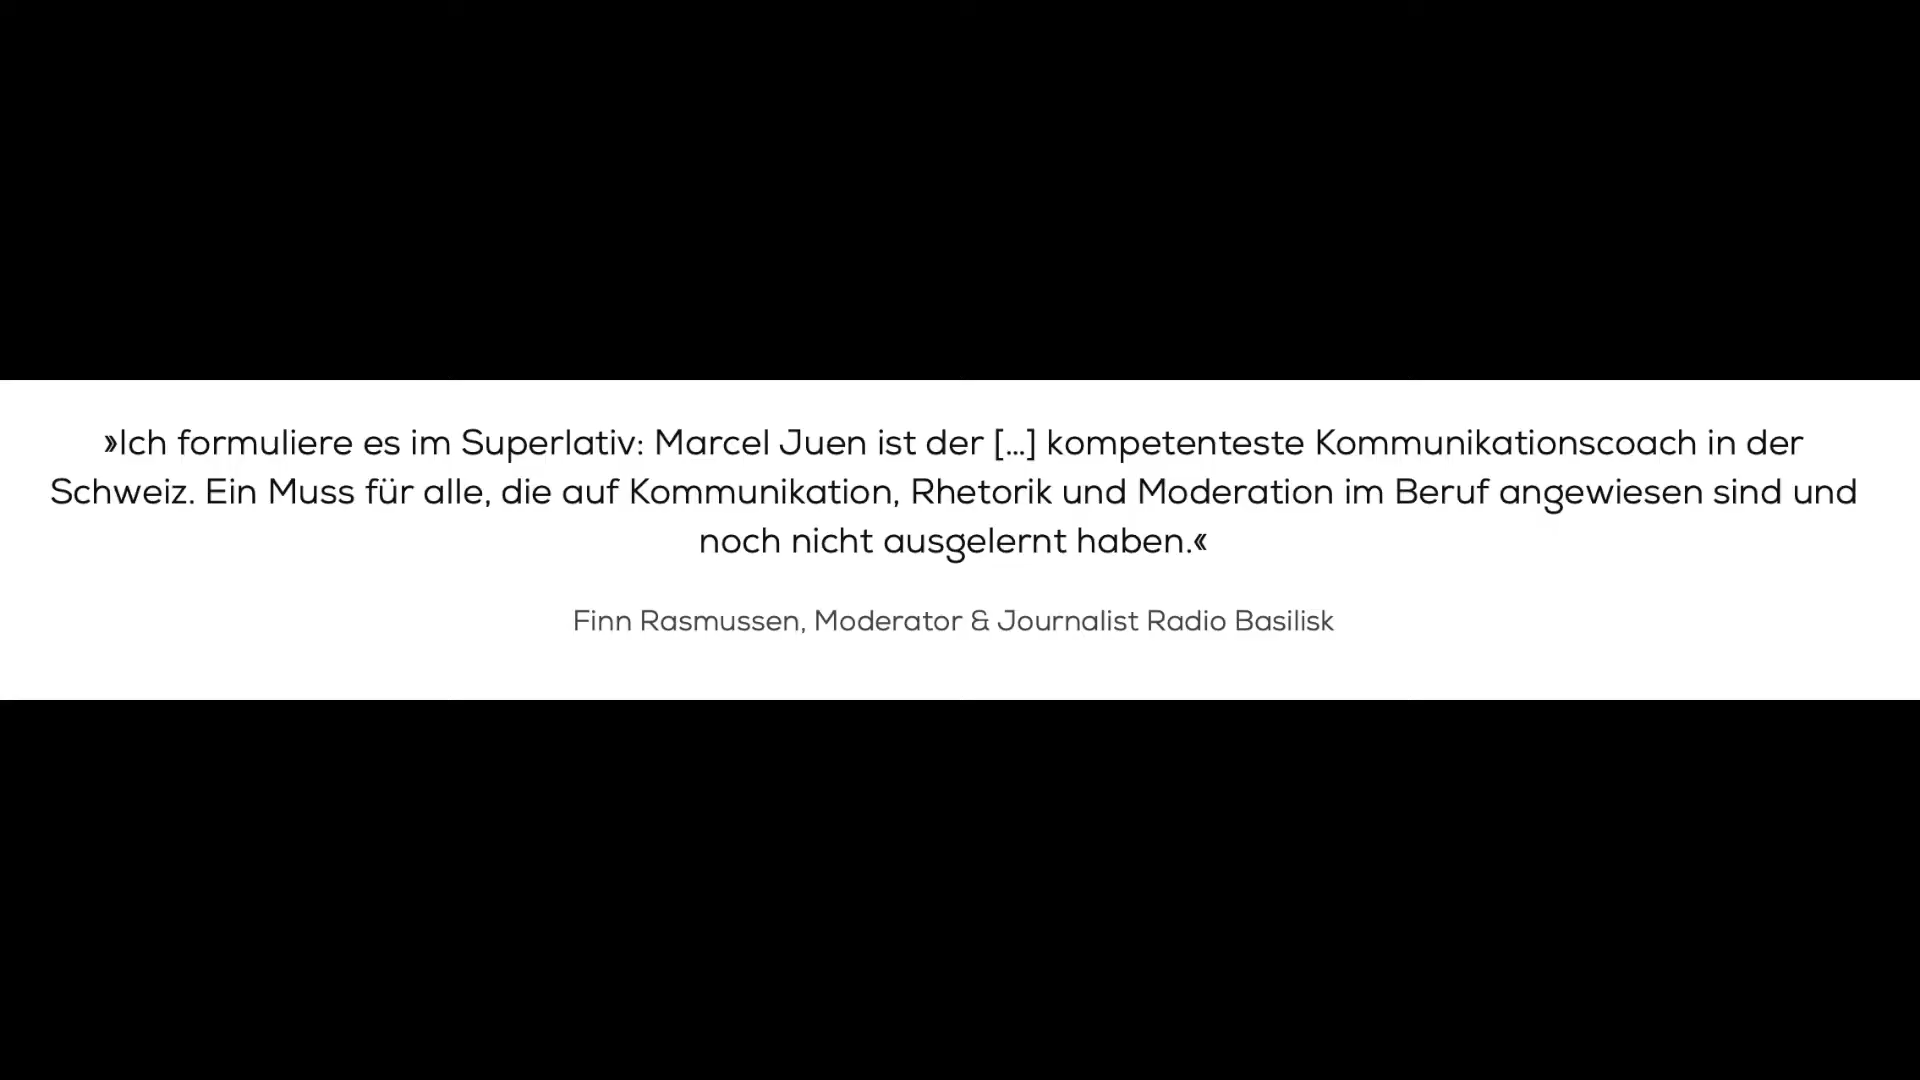 »Ich formuliere es im Superlativ: Marcel Juen ist der [...] kompetenteste Kommunikationscoach in der
Schweiz. Ein Muss für alle, die auf Kommunikation, Rhetorik und Moderation im Beruf angewiesen sind und
noch nicht ausgelernt haben.«
Finn Rasmussen, Moderator & Journalist Radio Basilisk